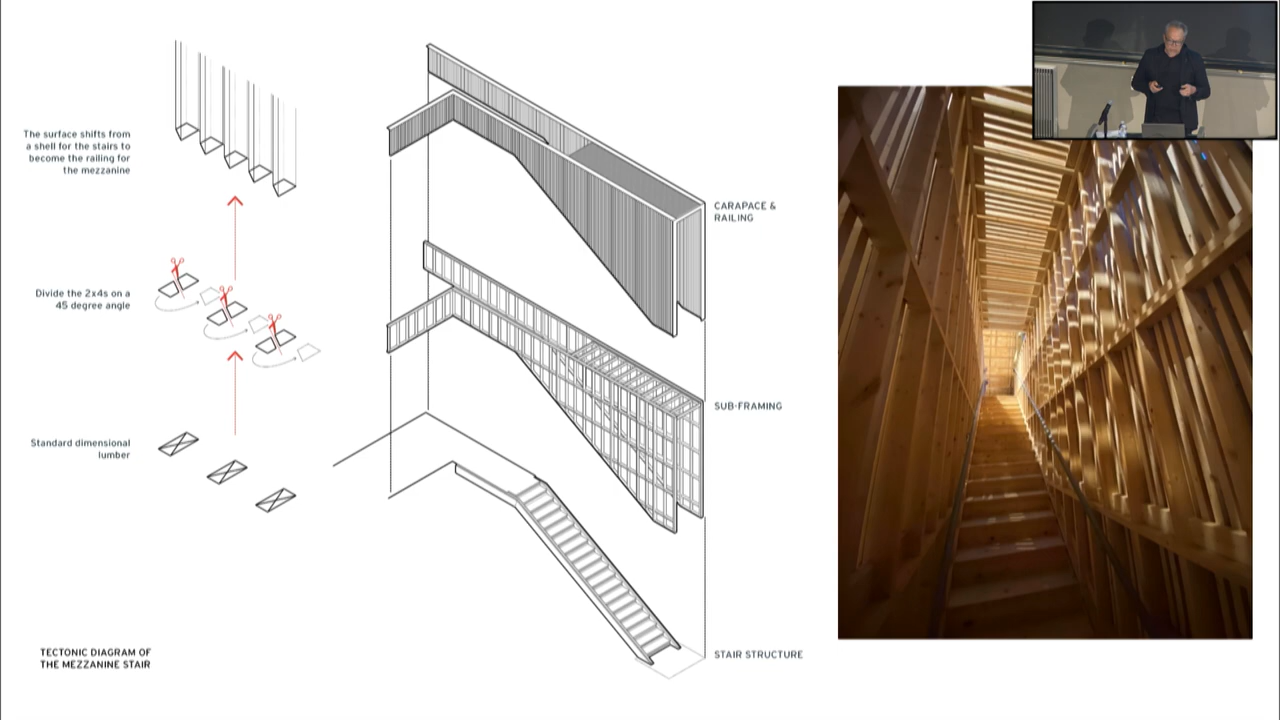 The surface shifts from
a shell for the stairs to
become the railing for
the mezzanine
Divide the 2x4s on a
45 degree angle
Standard dimensional
lumber
CARAPACE &
RAILING
SUB-FRAMING
STAIR STRUCTURE
TECTONIC DIAGRAM OF
THE MEZZANINE STAIR